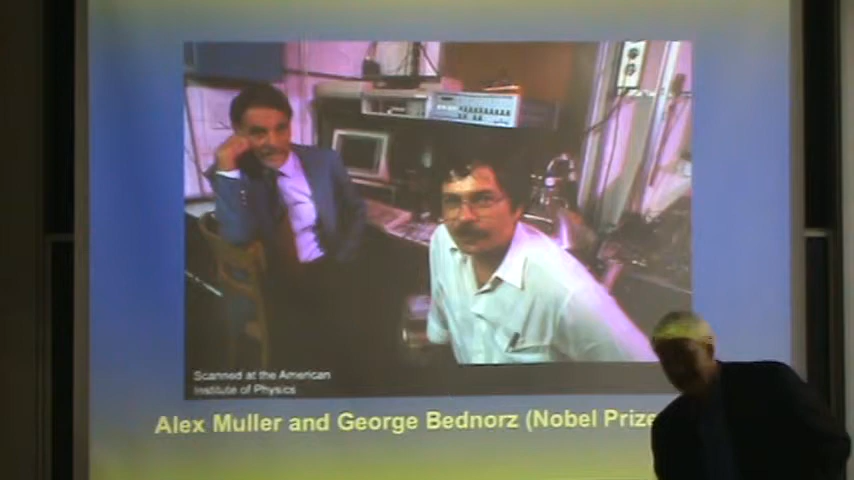 Scanned at the American
Institute of Physics
Alex Muller and George Bednorz (Nobel Prize